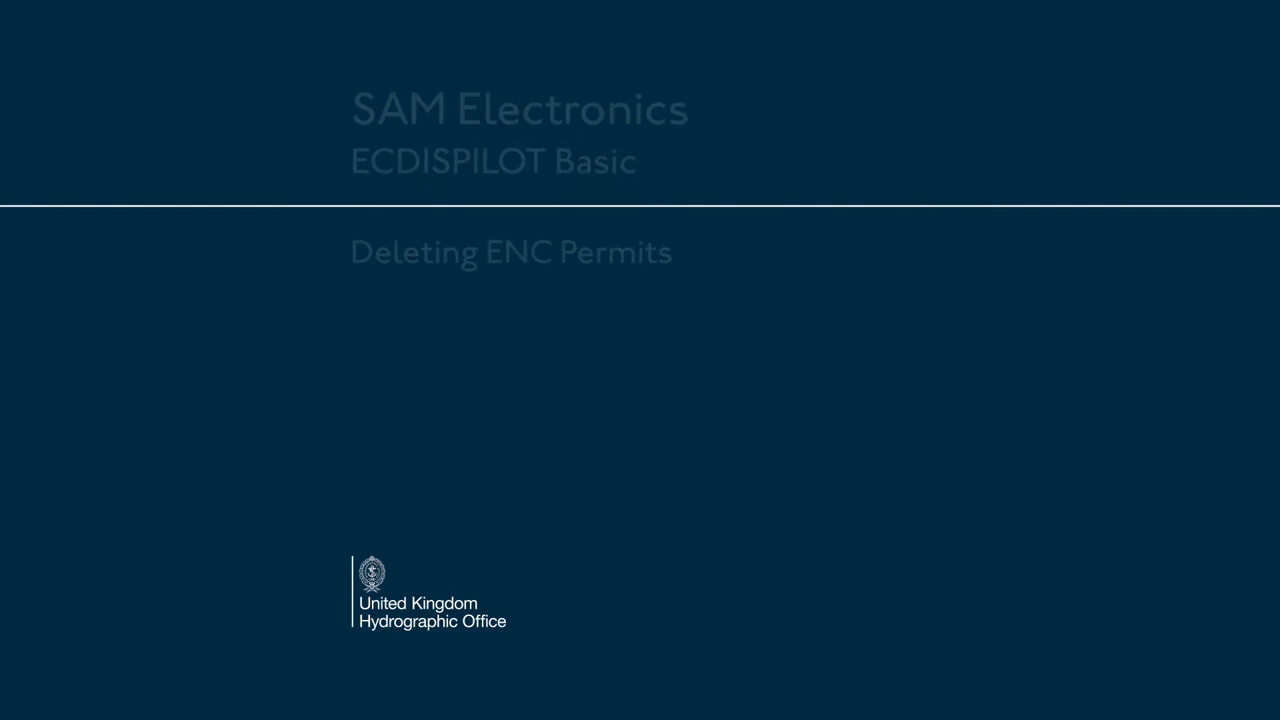 SAM Electronics
ECDISPILOT Basic
Deleting ENC Permits
United Kingdom
Hydrographic Office